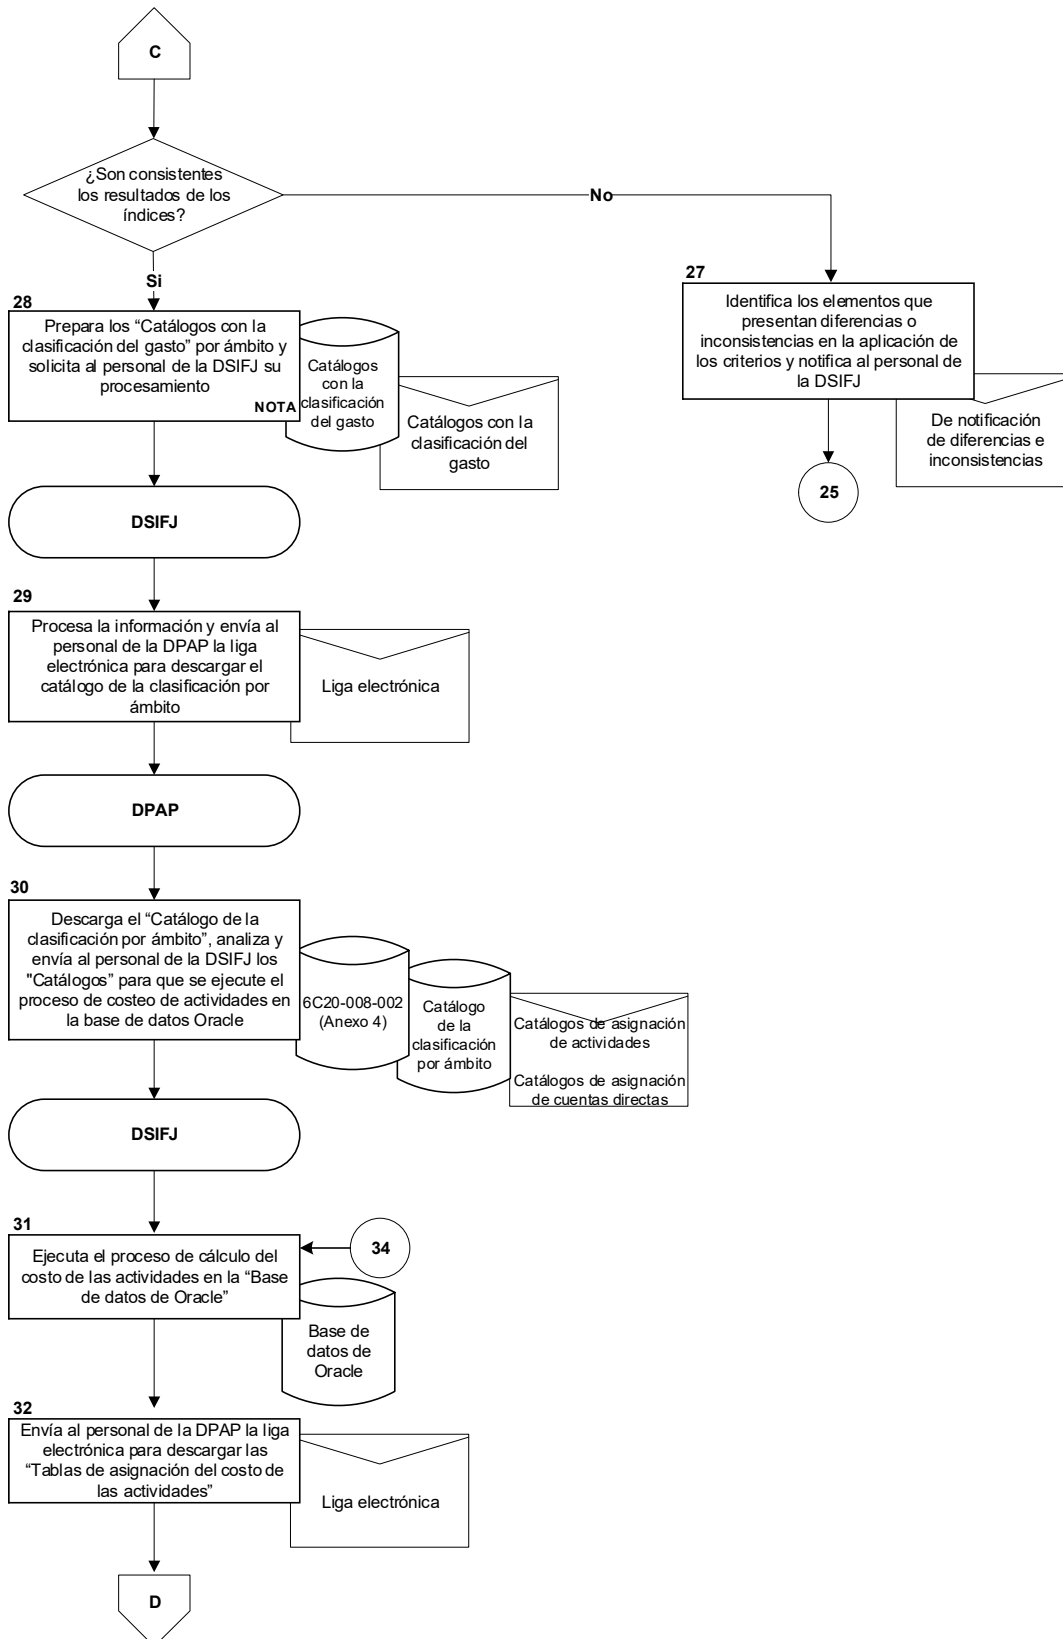 C
¿Son consistentes
los resultados de los
índices?
No
Si
27
Identifica los elementos que
presentan diferencias o
inconsistencias en la aplicación de
los criterios y notifica al personal de
la DSIFJ
De notificación
de diferencias e
inconsistencias
25
28
Prepara los “Catálogos con la
clasificación del gasto” por ámbito y
solicita al personal de la DSIFJ su
procesamiento
NOTA
Catálogos
con la
clasificación
del gasto
Catálogos con la
clasificación del
gasto
DSIFJ
29
Procesa la información y envía al
personal de la DPAP la liga
electrónica para descargar el
catálogo de la clasificación por
ámbito
Liga electrónica
DPAP
30
Descarga el “Catálogo de la
clasificación por ámbito”, analiza y
envía al personal de la DSIFJ los
"Catálogos” para que se ejecute el
proceso de costeo de actividades en
la base de datos Oracle
6C20-008-002
(Anexo 4)
Catálogo
de la
clasificación
por ámbito
Catálogos de asignación
de actividades
Catálogos de asignación
de cuentas directas
DSIFJ
31
Ejecuta el proceso de cálculo del
costo de las actividades en la “Base
de datos de Oracle”
34
Base de
datos de
Oracle
32
Envía al personal de la DPAP la liga
electrónica para descargar las
“Tablas de asignación del costo de
las actividades”
Liga electrónica
D